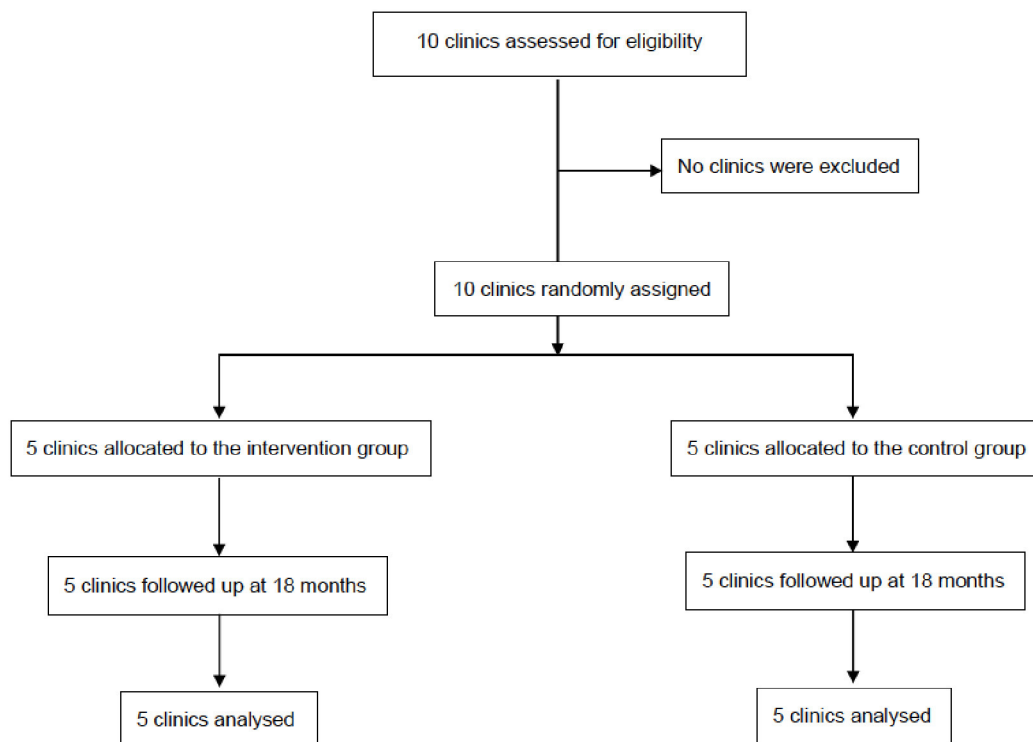 10 clinics assessed for eligibility
No clinics were excluded
10 clinics randomly assigned
5 clinics allocated to the intervention group
5 clinics allocated to the control group
5 clinics followed up at 18 months
5 clinics followed up at 18 months
5 clinics analysed
5 clinics analysed